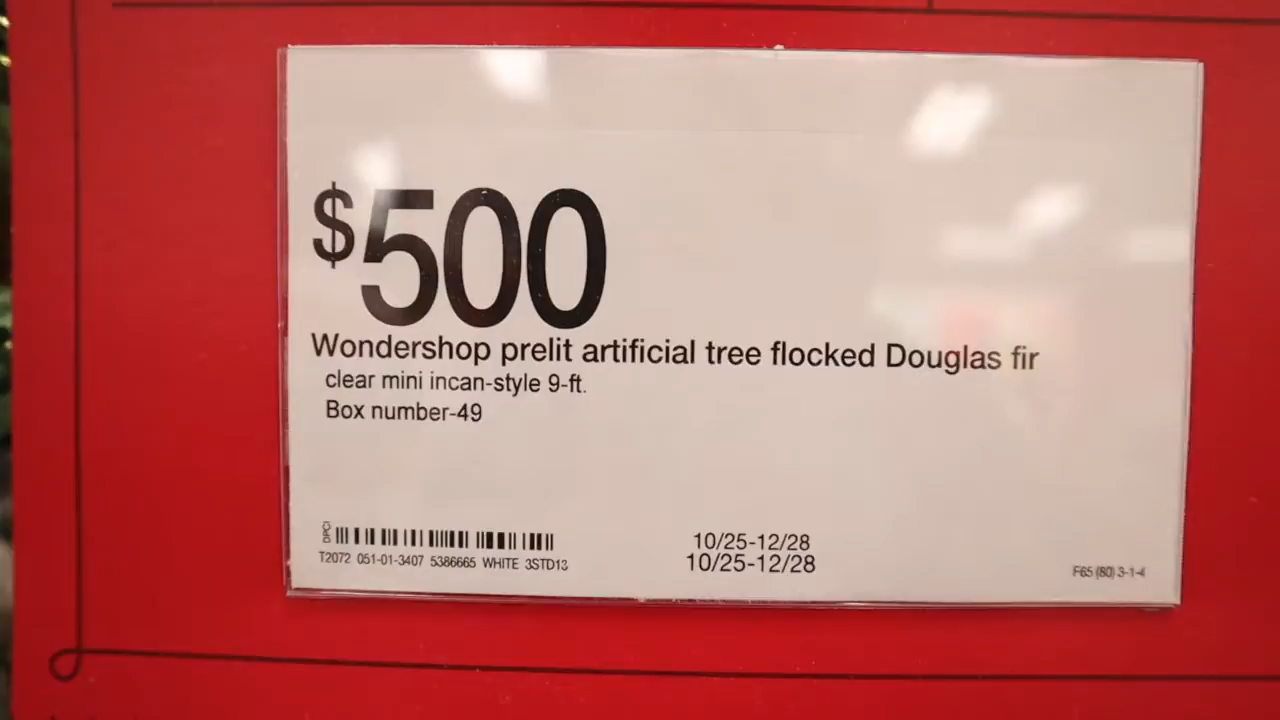 $500
Wondershop prelit artificial tree flocked Douglas fir
clear mini incan-style 9-ft.
Box number-49
DPCI
T2072 051-01-3407 5386665 WHITE 3STD13
10/25-12/28
10/25-12/28
F65 (80) 3-1-4